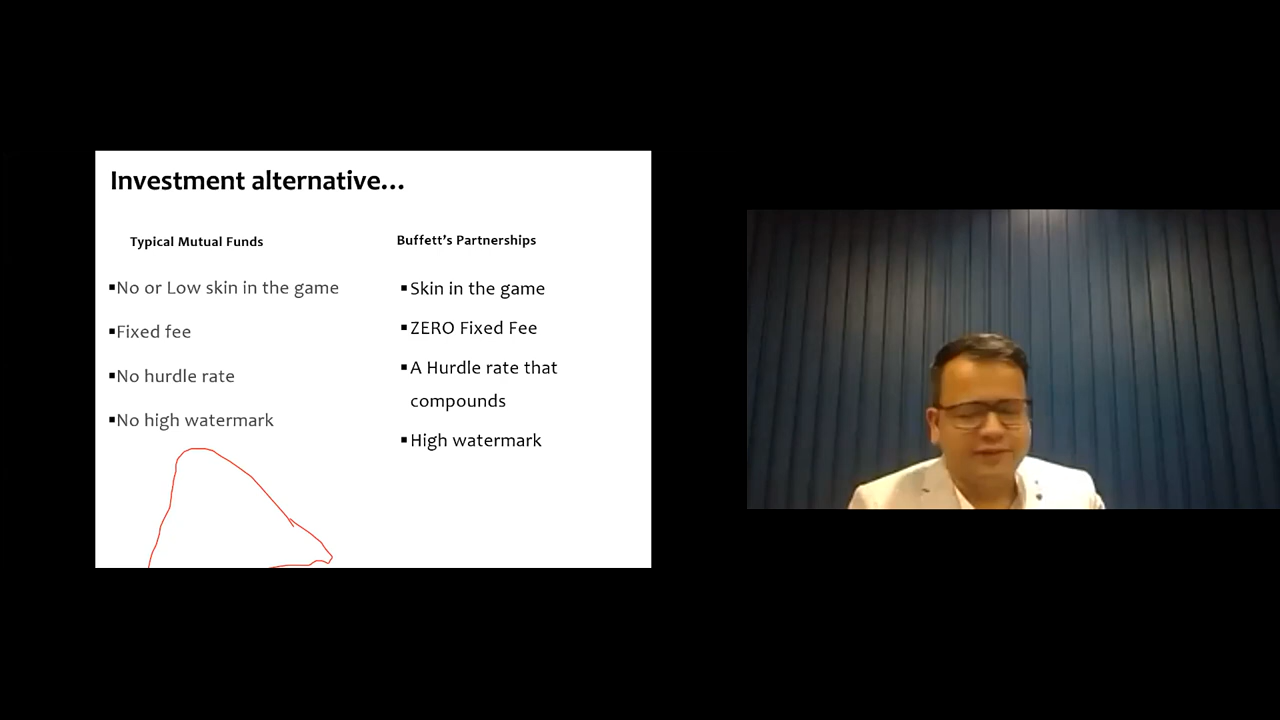 Investment alternative…
Typical Mutual Funds
▪No or Low skin in the game
▪Fixed fee
▪No hurdle rate
▪No high watermark
Buffett’s Partnerships
▪Skin in the game
▪ZERO Fixed Fee
▪A Hurdle rate that
compounds
▪High watermark